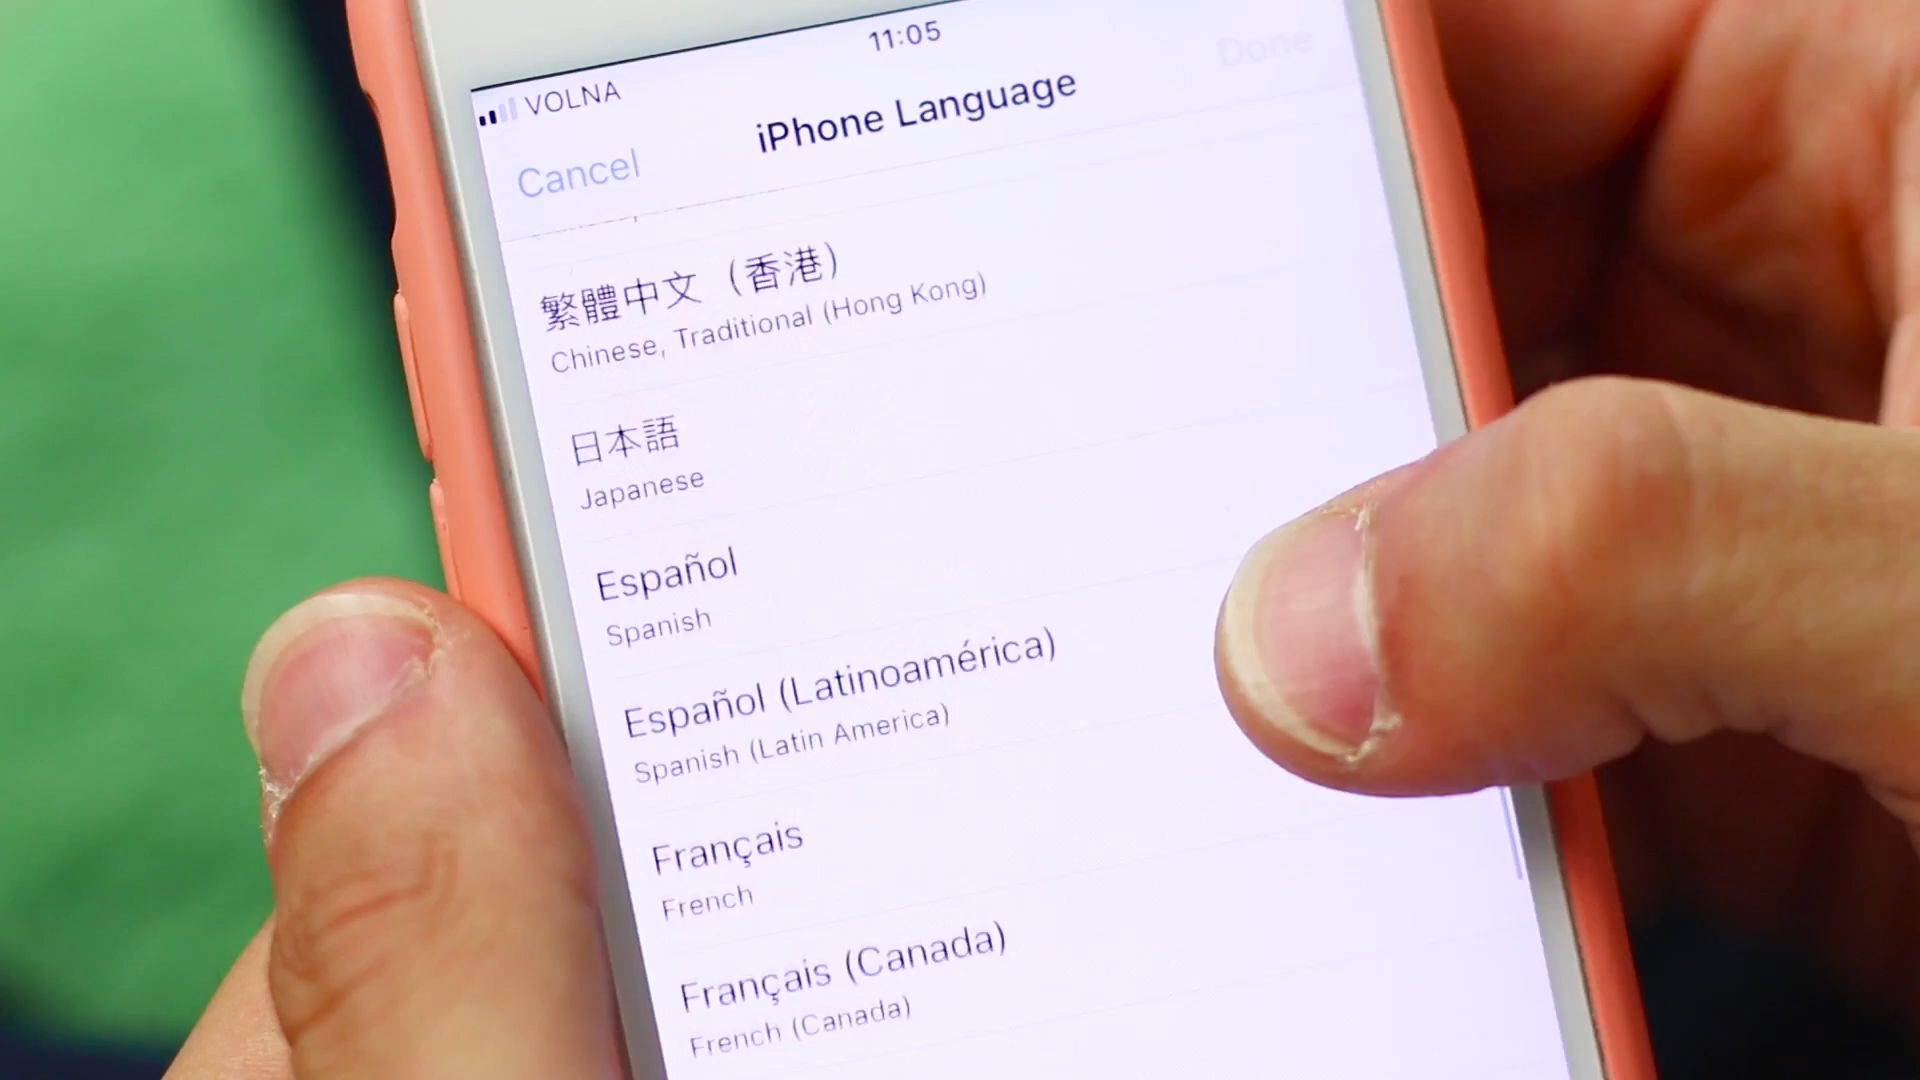 11:05
VOLNA
Cancel
iPhone Language
Done
繁體中文（香港）
Chinese, Traditional (Hong Kong)
日本語
Japanese
Español
Spanish
Español (Latinoamérica)
Spanish (Latin America)
Français
French
Français (Canada)
French (Canada)